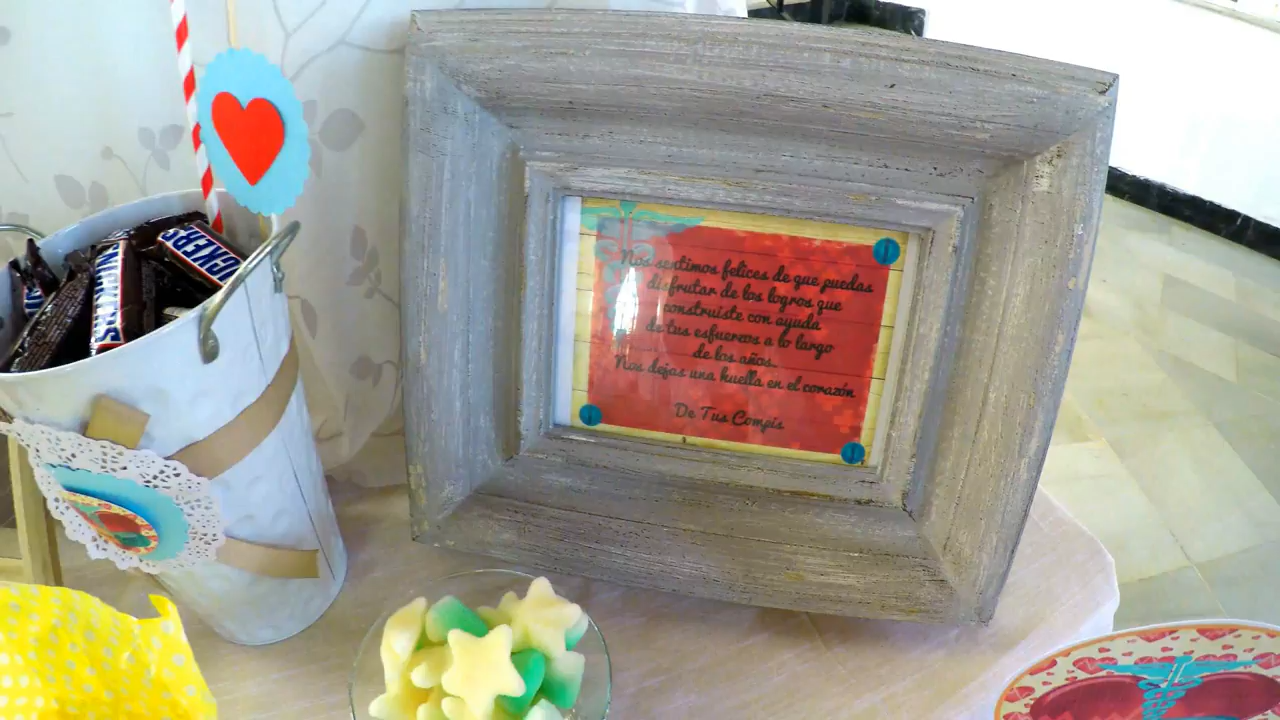 SNICKERS
Nos sentimos felices de que puedas
disfrutar de los logros que
construiste con ayuda
de tus esfuerzos a lo largo
de los años..
Nos dejas una huella en el corazón
De Tus Compis